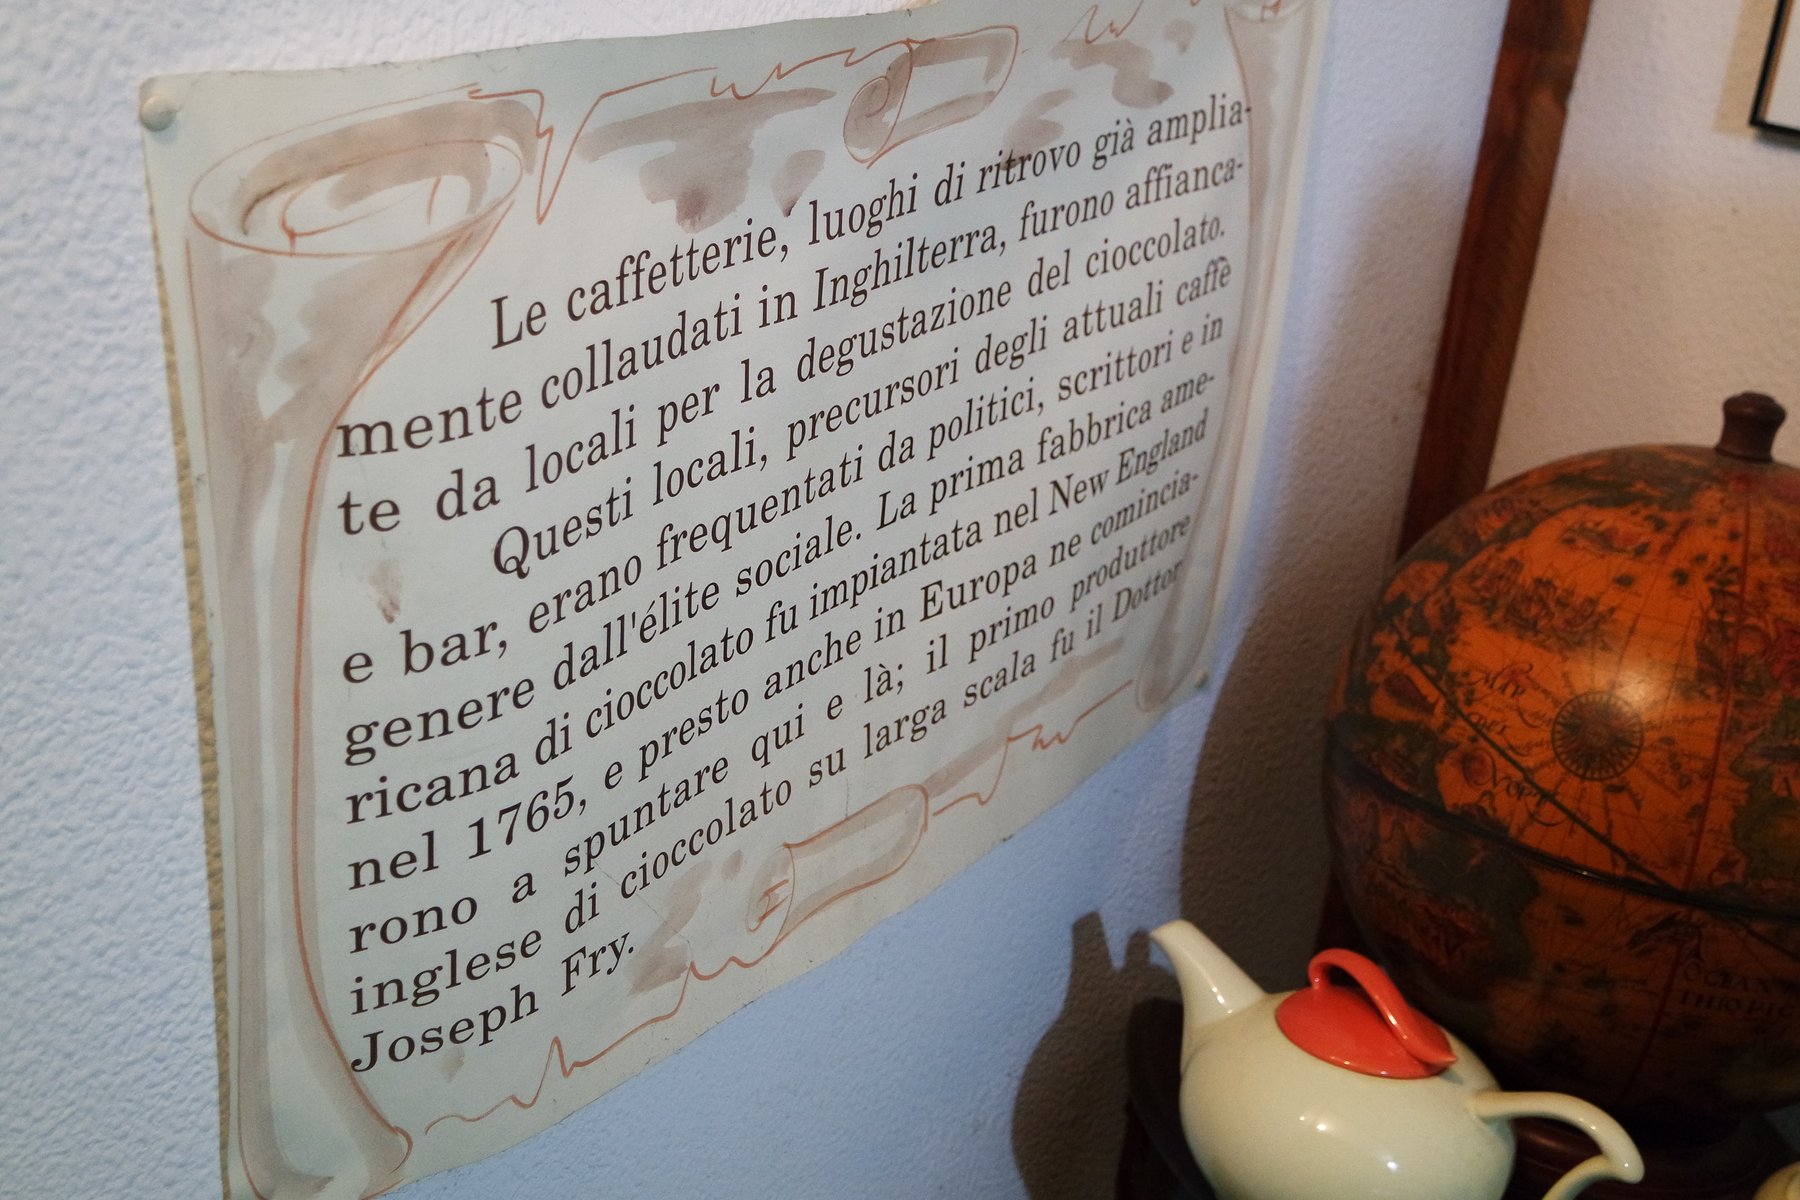 Le caffetterie, luoghi di ritrovo già amplia-
mente collaudati in Inghilterra, furono affianca-
te da locali per la degustazione del cioccolato.
Questi locali, precursori degli attuali caffè
e bar, erano frequentati da politici, scrittori e in
genere dall'élite sociale. La prima fabbrica ame-
ricana di cioccolato fu impiantata nel New England
nel 1765, e presto anche in Europa ne comincia-
rono a spuntare qui e là; il primo produttore
inglese di cioccolato su larga scala fu il Dottor
Joseph Fry.